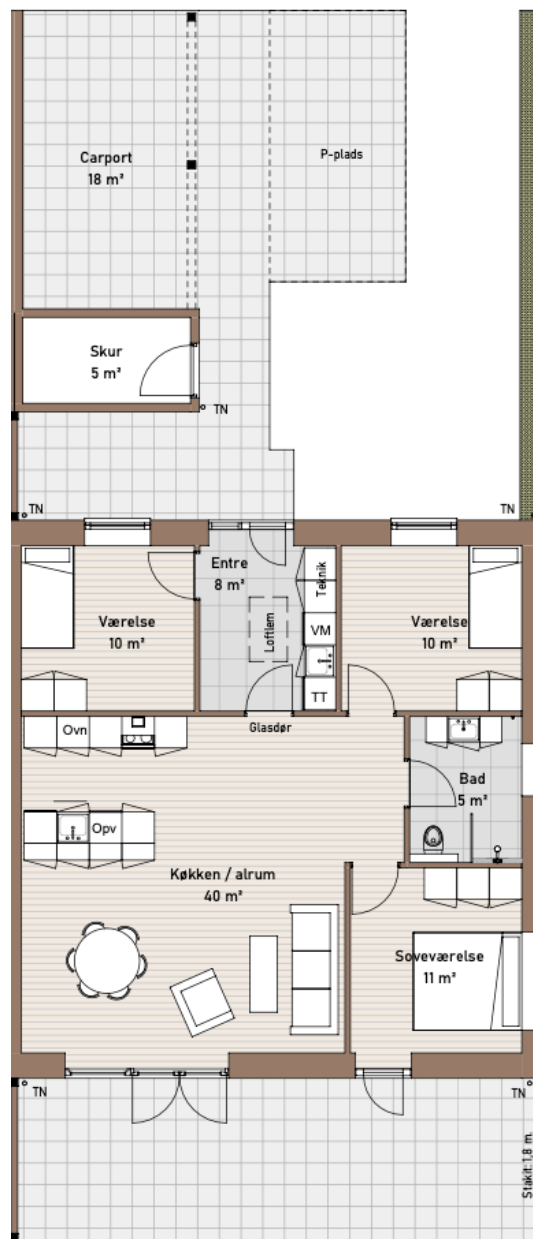 Carport
18 m²
P-plads
Skur
5 m²
TN
TN
TN
Entre
8 m²
Teknik
Værelse
10 m²
Loftlem
VM
Værelse
10 m²
TT
Glasdør
Ovn
Bad
5 m²
Opv
Køkken / alrum
40 m²
Soveværelse
11 m²
TN
TN
Stakit: 1,8 m.